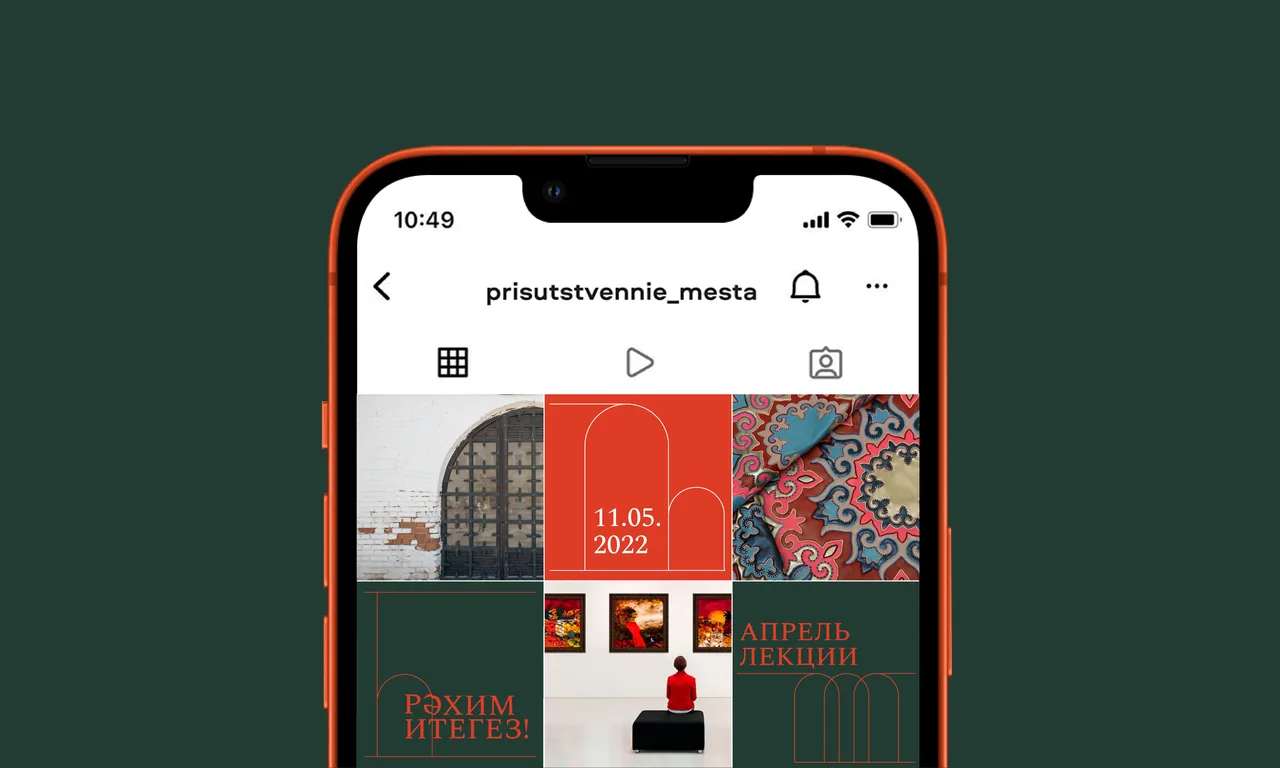 10:49
prisutstvennie_mesta
11.05.
2022
РӘХИМ
ИТЕГЕЗ!
АПРЕЛЬ
ЛЕКЦИИ